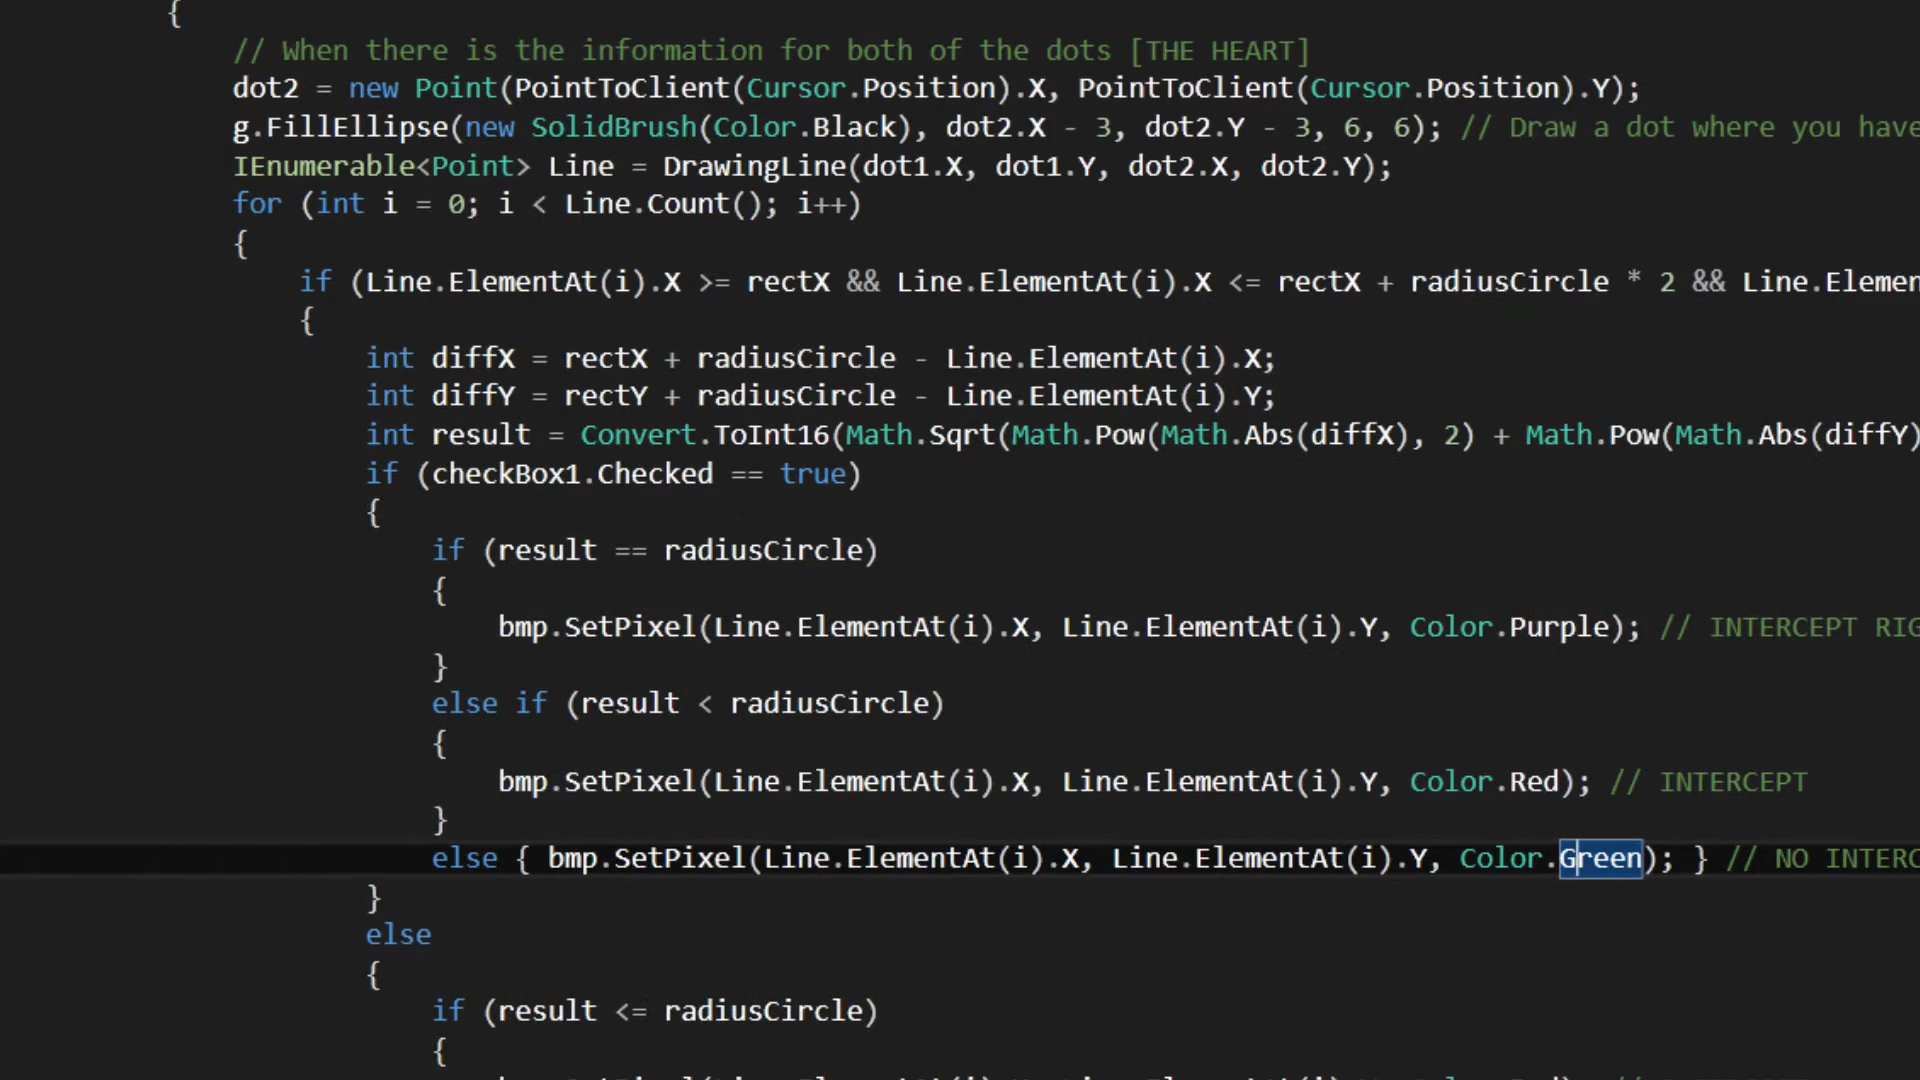 {
// When there is the information for both of the dots [THE HEART]
dot2 = new Point(PointToClient(Cursor.Position).X, PointToClient(Cursor.Position).Y);
g.FillEllipse(new SolidBrush(Color.Black), dot2.X - 3, dot2.Y - 3, 6, 6); // Draw a dot where you have
IEnumerable<Point> Line = DrawingLine(dot1.X, dot1.Y, dot2.X, dot2.Y);
for (int i = 0; i < Line.Count(); i++)
{
if (Line.ElementAt(i).X >= rectX && Line.ElementAt(i).X <= rectX + radiusCircle * 2 && Line.Elemen
{
int diffX = rectX + radiusCircle - Line.ElementAt(i).X;
int diffY = rectY + radiusCircle - Line.ElementAt(i).Y;
int result = Convert.ToInt16(Math.Sqrt(Math.Pow(Math.Abs(diffX), 2) + Math.Pow(Math.Abs(diffY)
if (checkBox1.Checked == true)
{
if (result == radiusCircle)
{
bmp.SetPixel(Line.ElementAt(i).X, Line.ElementAt(i).Y, Color.Purple); // INTERCEPT RIG
}
else if (result < radiusCircle)
{
bmp.SetPixel(Line.ElementAt(i).X, Line.ElementAt(i).Y, Color.Red); // INTERCEPT
}
else { bmp.SetPixel(Line.ElementAt(i).X, Line.ElementAt(i).Y, Color.Green); } // NO INTERC
}
else
{
if (result <= radiusCircle)
{